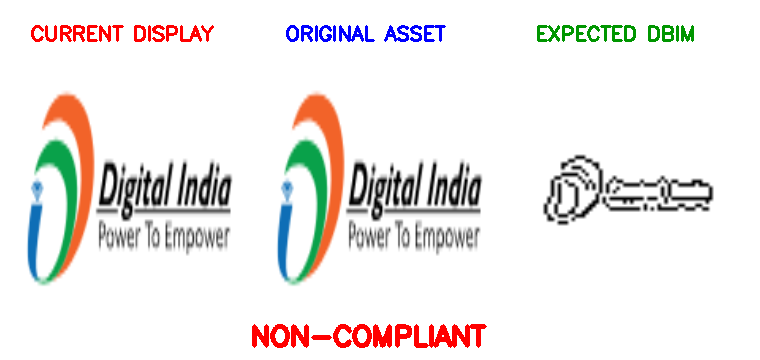 CURRENT DISPLAY
ORIGINAL ASSET
EXPECTED DBIM
Digital India
Power To Empower
Digital India
Power To Empower
NON-COMPLIANT